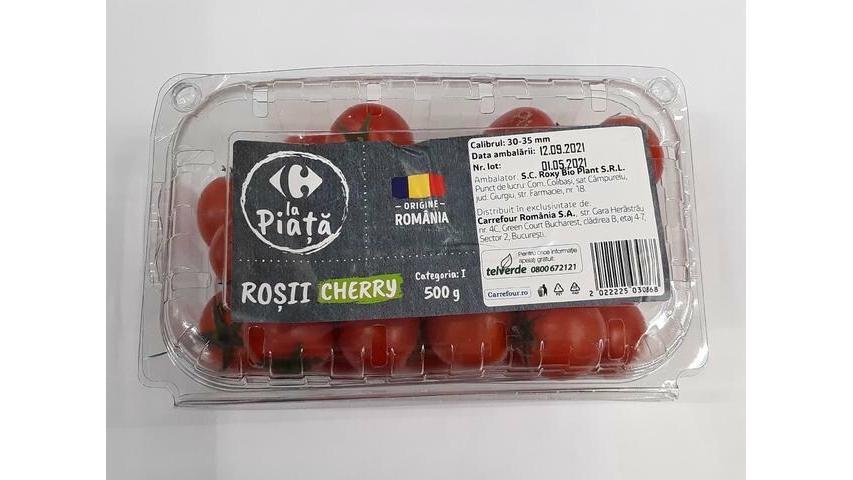 la
Piață
ORIGINE
ROMÂNIA
ROȘII CHERRY
Categoria: I
500 g
Calibrul: 30-35 mm
Data ambalării: 12.09.2021
Nr. lot: 01.05.2021
Ambalator: S.C. Roxy Bio Plant S.R.L.
Punct de lucru: Com. Colibași, sat Câmpureiu,
jud. Giurgiu, str. Farmaciei, nr 18.
Distribuit în exclusivitate de:
Carrefour România S.A., str. Gara Herăstrău
nr. 4C, Green Court Bucharest, clădirea B, etaj 4-7,
Sector 2, București.
Pentru orice informație
apelați gratuit:
telverde 0800 672121
Carrefour.ro
2 022225 030868